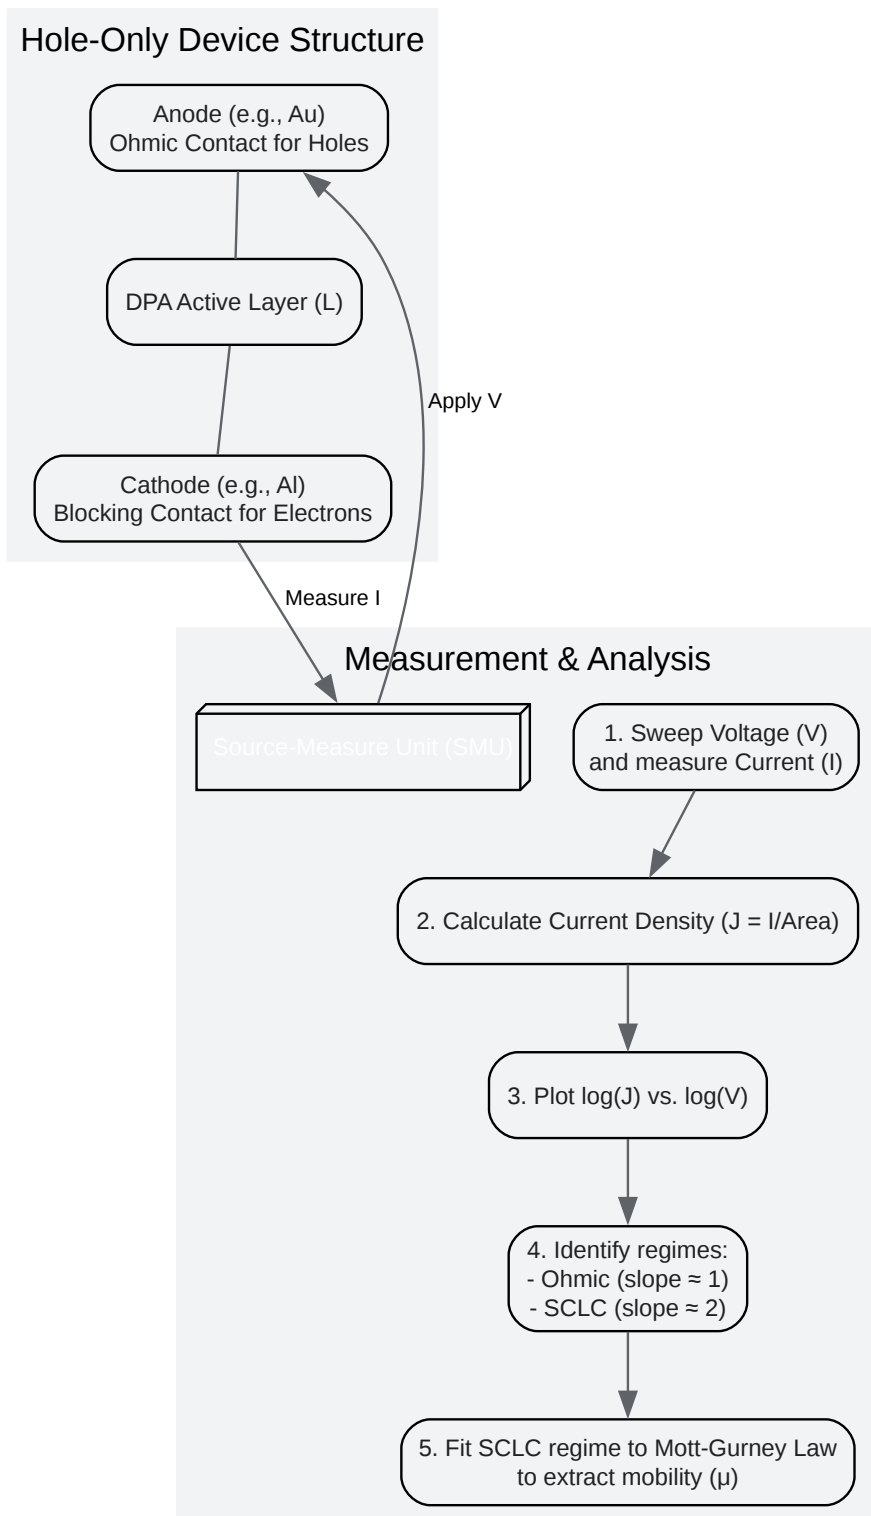 Hole-Only Device Structure
Anode (e.g., Au)
Ohmic Contact for Holes
DPA Active Layer (L)
Apply V
Cathode (e.g., Al)
Blocking Contact for Electrons
Measure I
Measurement & Analysis
Source-Measure Unit (SMU)
1. Sweep Voltage (V)
and measure Current (I)
2. Calculate Current Density (J = I/Area)
3. Plot log(J) vs. log(V)
4. Identify regimes:
- Ohmic (slope ≈ 1)
- SCLC (slope ≈ 2)
5. Fit SCLC regime to Mott-Gurney Law
to extract mobility (μ)